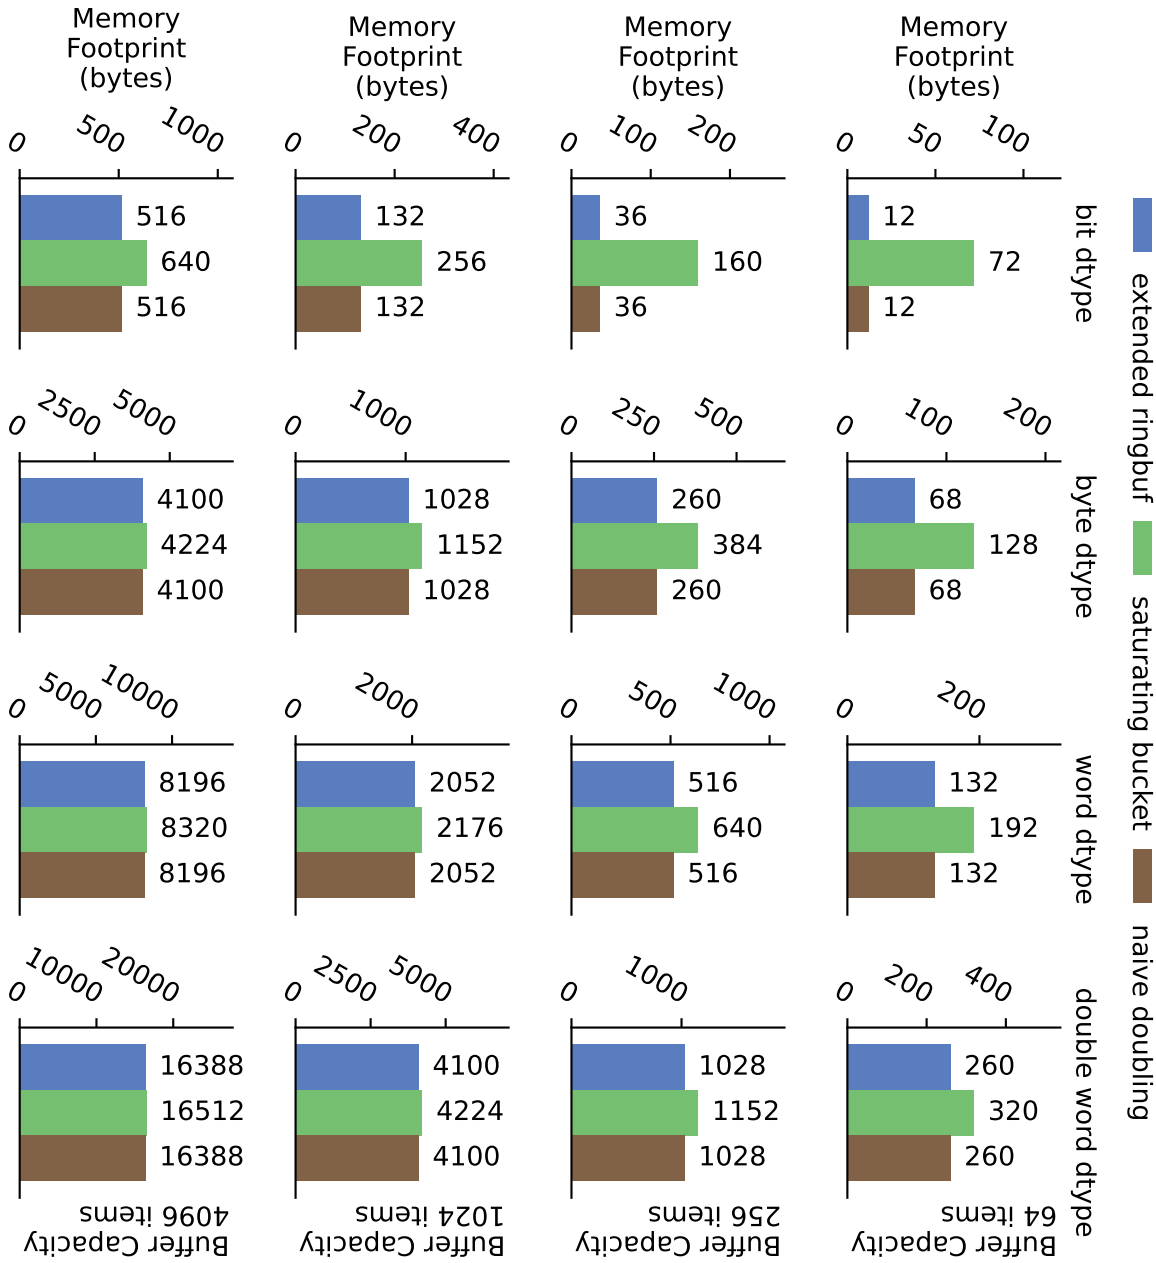 Memory
Footprint
(bytes)
Memory
Footprint
(bytes)
Memory
Footprint
(bytes)
Memory
Footprint
(bytes)
0 500 1000
0 200 400
0 100 200
0 50 100
516
640
516
132
256
132
36
160
36
12
72
12
bit dtype
0 2500 5000
0 1000
0 250 500
0 100 200
4100
4224
4100
1028
1152
1028
260
384
260
68
128
68
byte dtype
0 5000 10000
0 2000
0 500 1000
0 200
8196
8320
8196
2052
2176
2052
516
640
516
132
192
132
word dtype
0 10000 20000
0 2500 5000
0 1000
0 200 400
16388
16512
16388
4100
4224
4100
1028
1152
1028
260
320
260
double word dtype
Buffer Capacity
4096 items
Buffer Capacity
1024 items
Buffer Capacity
256 items
Buffer Capacity
64 items
extended ringbuf
saturating bucket
naive doubling